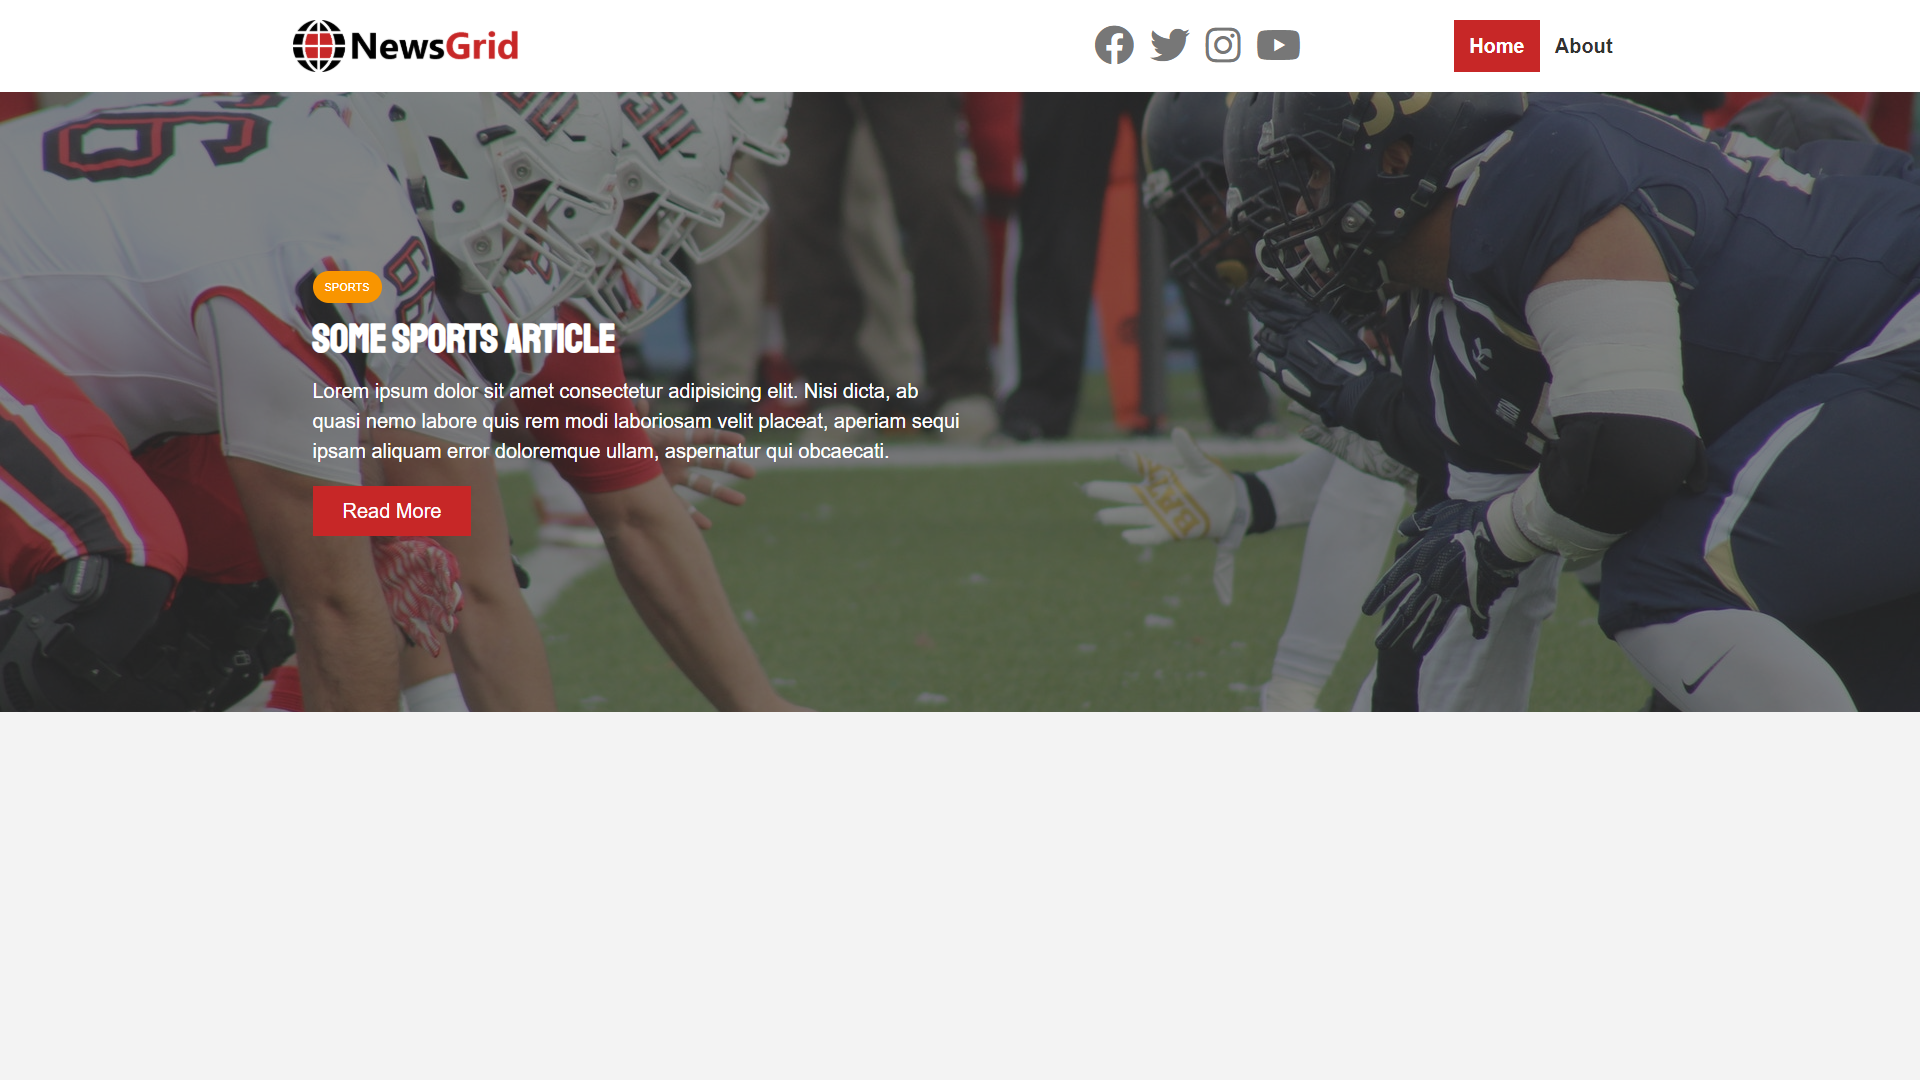 NewsGrid
Home
About
SPORTS
SOME SPORTS ARTICLE
Lorem ipsum dolor sit amet consectetur adipisicing elit. Nisi dicta, ab
quasi nemo labore quis rem modi laboriosam velit placeat, aperiam sequi
ipsam aliquam error doloremque ullam, aspernatur qui obcaecati.
Read More